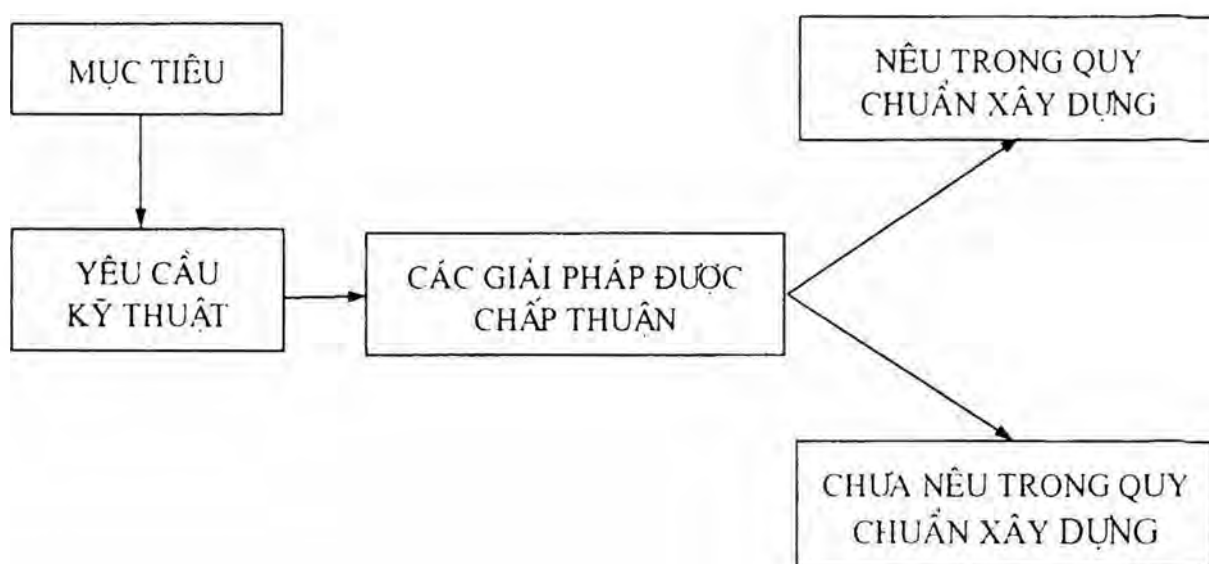 MỤC TIÊU
YÊU CẦU
KỸ THUẬT
CÁC GIẢI PHÁP ĐƯỢC
CHẤP THUẬN
NÊU TRONG QUY
CHUẨN XÂY DỰNG
CHƯA NÊU TRONG QUY
CHUẨN XÂY DỰNG